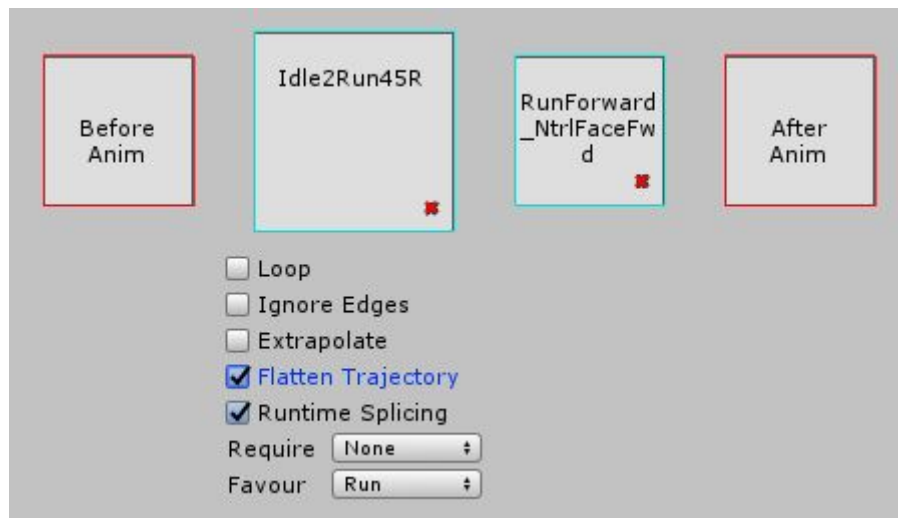 Before
Anim
Idle2Run45R
RunForward
_NtrlFaceFw
d
After
Anim
Loop
Ignore Edges
Extrapolate
Flatten Trajectory
Runtime Splicing
Require None
Favour Run